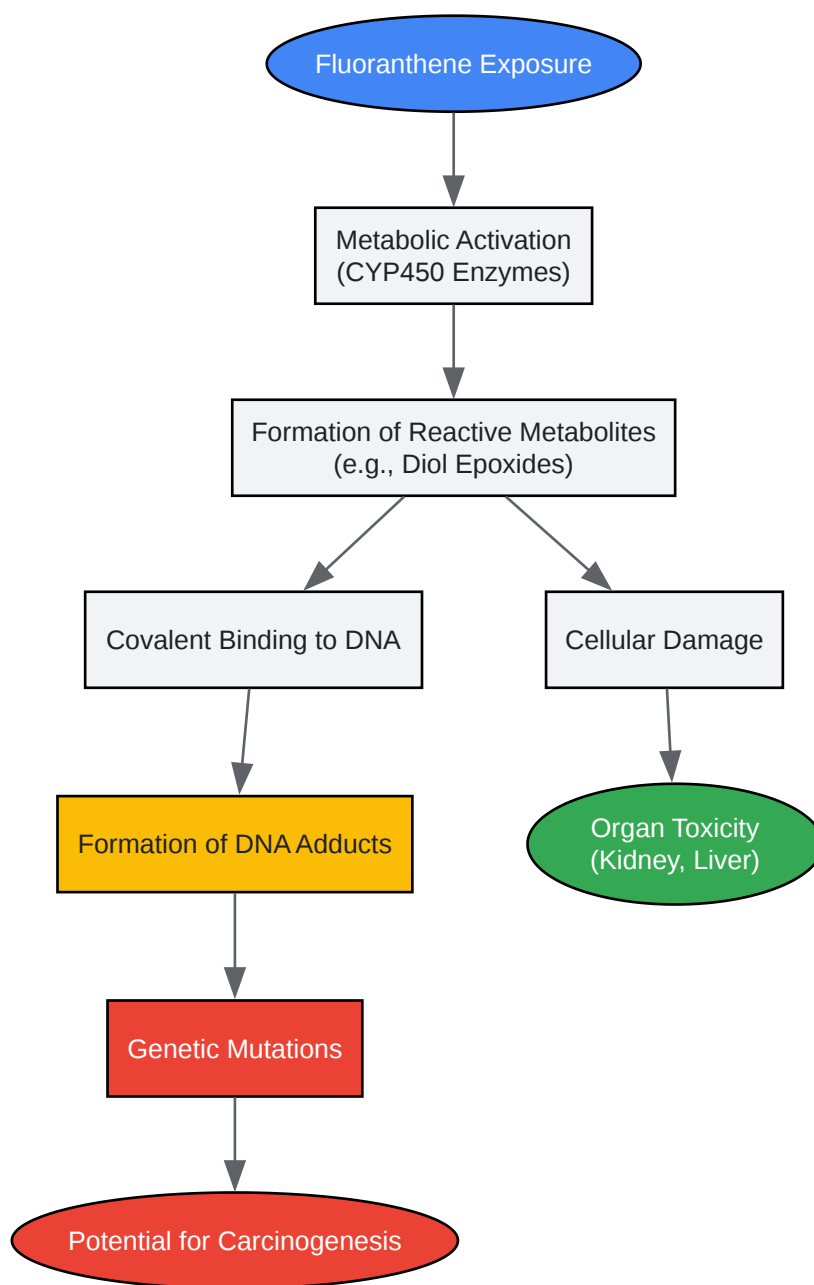 Fluoranthene Exposure
Metabolic Activation
(CYP450 Enzymes)
Formation of Reactive Metabolites
(e.g., Diol Epoxides)
Covalent Binding to DNA
Cellular Damage
Formation of DNA Adducts
Organ Toxicity
(Kidney, Liver)
Genetic Mutations
Potential for Carcinogenesis